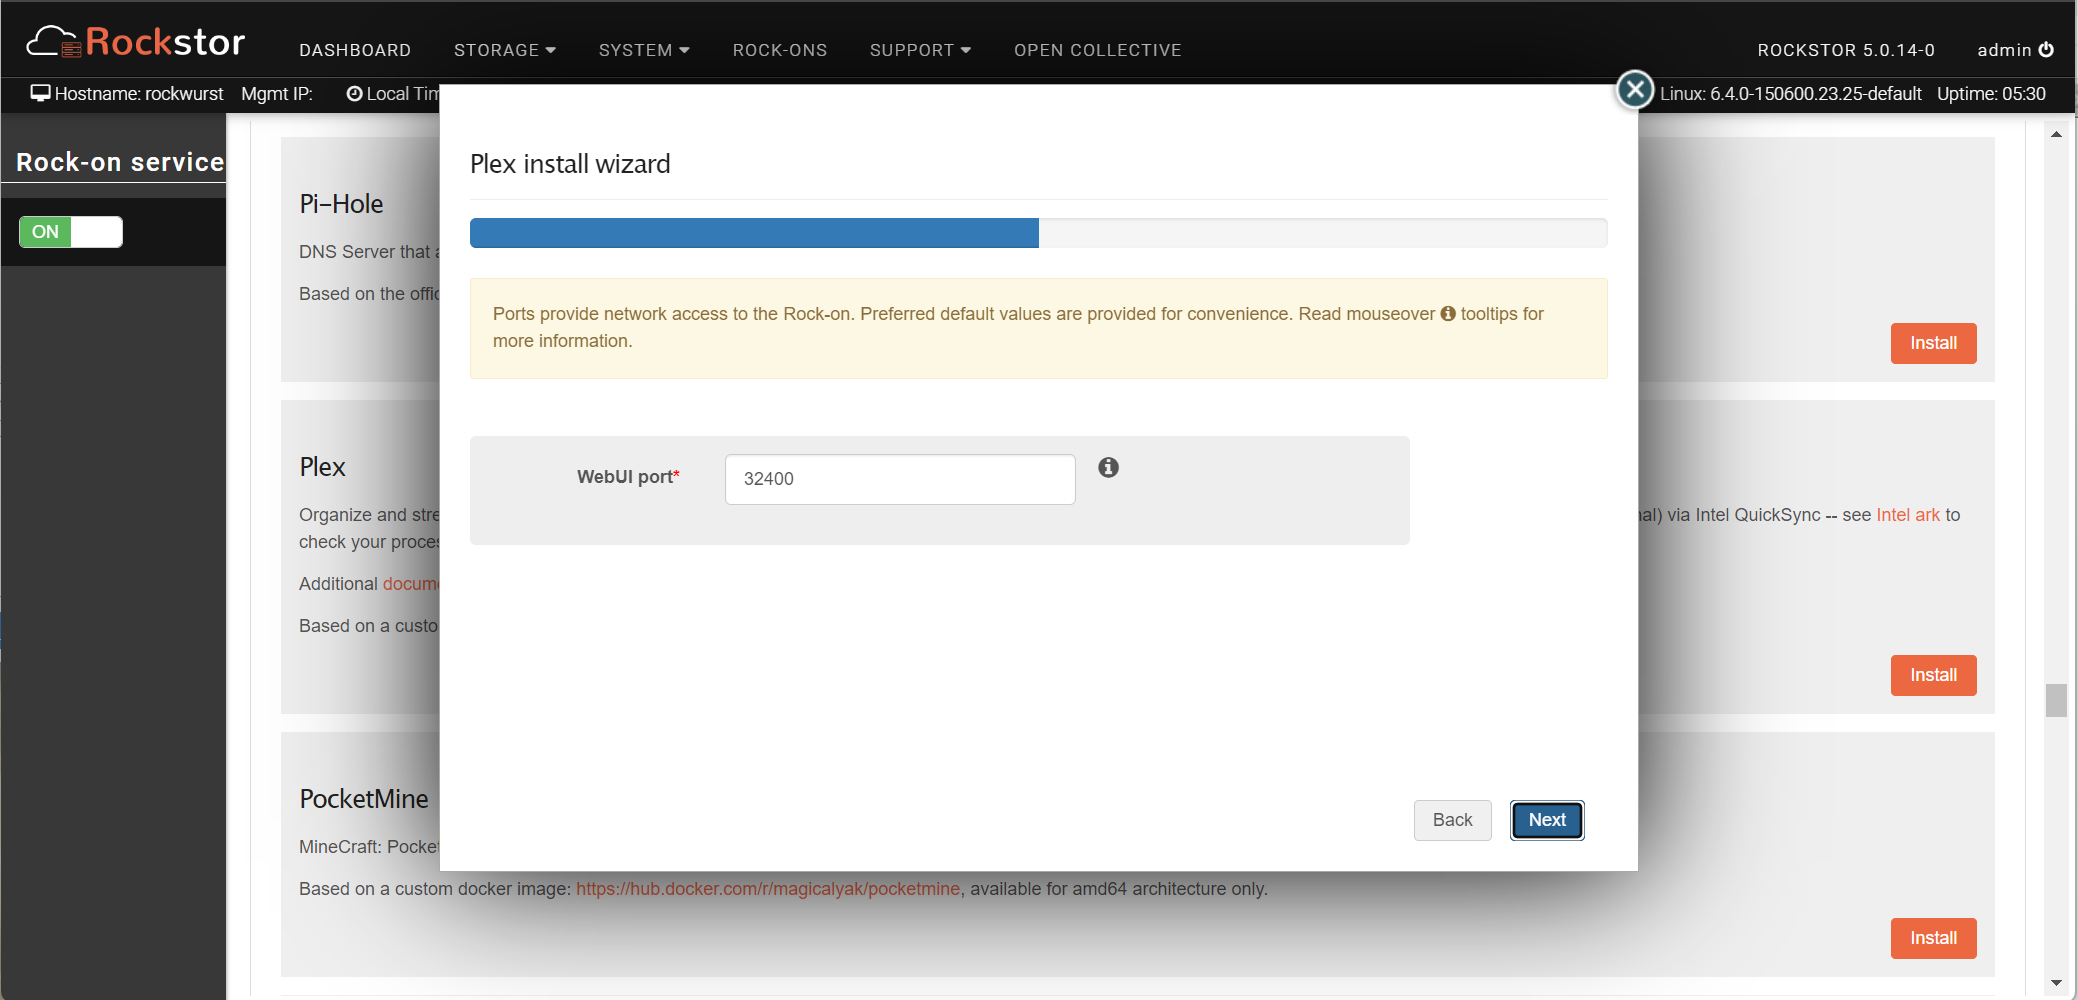 Rockstor
DASHBOARD STORAGE SYSTEM ROCK-ONS SUPPORT OPEN COLLECTIVE ROCKSTOR 5.0.14-0 admin
Hostname: rockwurst Mgmt IP: Local Tim Linux: 6.4.0-150600.23.25-default Uptime: 05:30
Rock-on service
ON
Pi-Hole
DNS Server that a
Based on the offic
Install
Plex
Organize and stre
nal) via Intel QuickSync -- see Intel ark to
check your proces
Additional docum
Based on a custo
Install
PocketMine
MineCraft: Pocket
Based on a custom docker image: https://hub.docker.com/r/magicalyak/pocketmine, available for amd64 architecture only.
Install
Plex install wizard
Ports provide network access to the Rock-on. Preferred default values are provided for convenience. Read mouseover tooltips for
more information.
WebUI port* 32400
Back Next